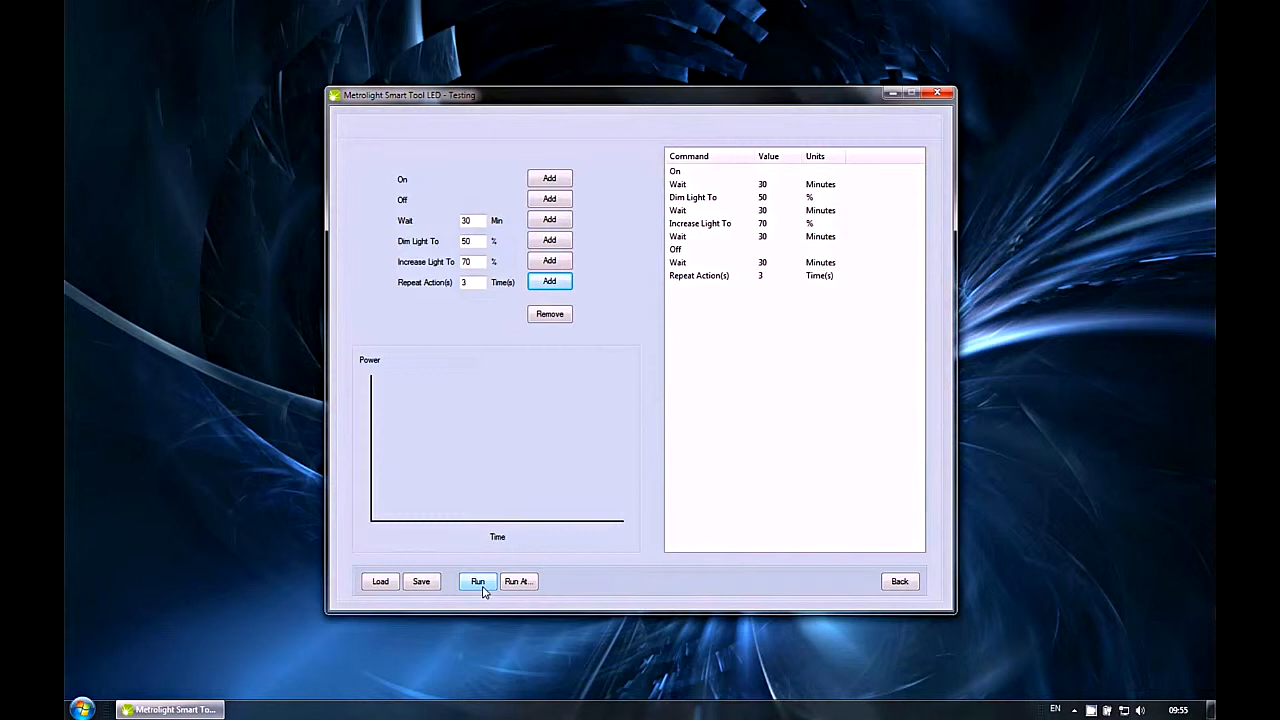 Metrolight Smart Tool LED - Testing
On Add
Off Add
Wait 30 Min Add
Dim Light To 50 % Add
Increase Light To 70 % Add
Repeat Action(s) 3 Time(s) Add
Remove
Command Value Units
On
Wait 30 Minutes
Dim Light To 50 %
Wait 30 Minutes
Increase Light To 70 %
Wait 30 Minutes
Off
Wait 30 Minutes
Repeat Action(s) 3 Time(s)
Power
Time
Load Save Run Run At... Back
Metrolight Smart To... EN 09:55